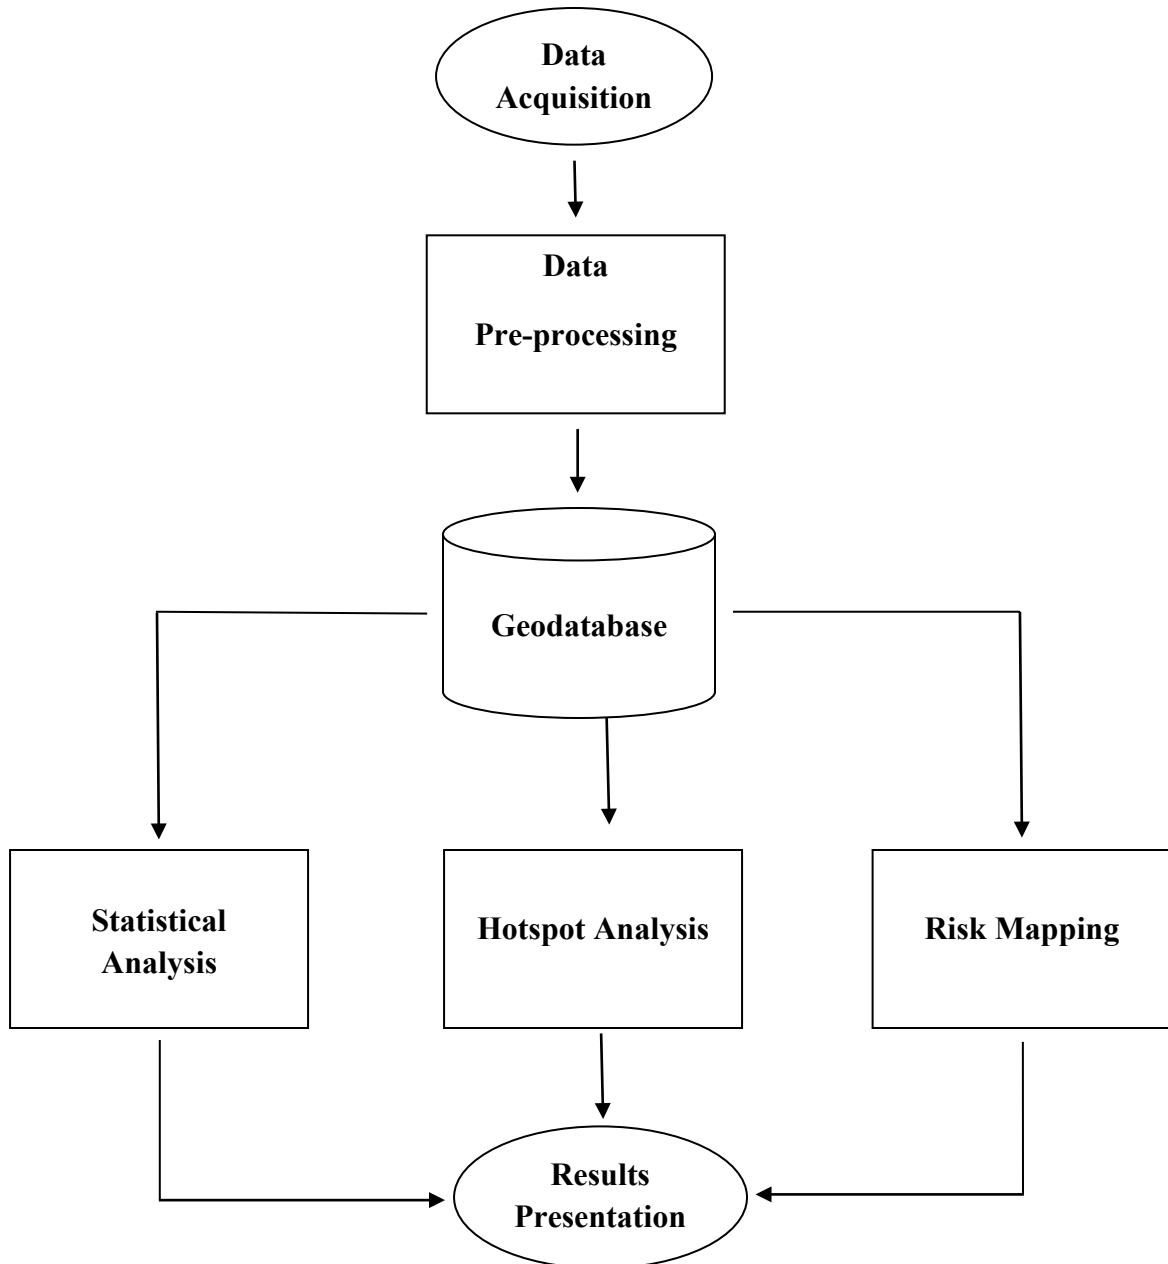 Data
Acquisition
Data
Pre-processing
Geodatabase
Statistical
Analysis
Hotspot Analysis
Risk Mapping
Results
Presentation